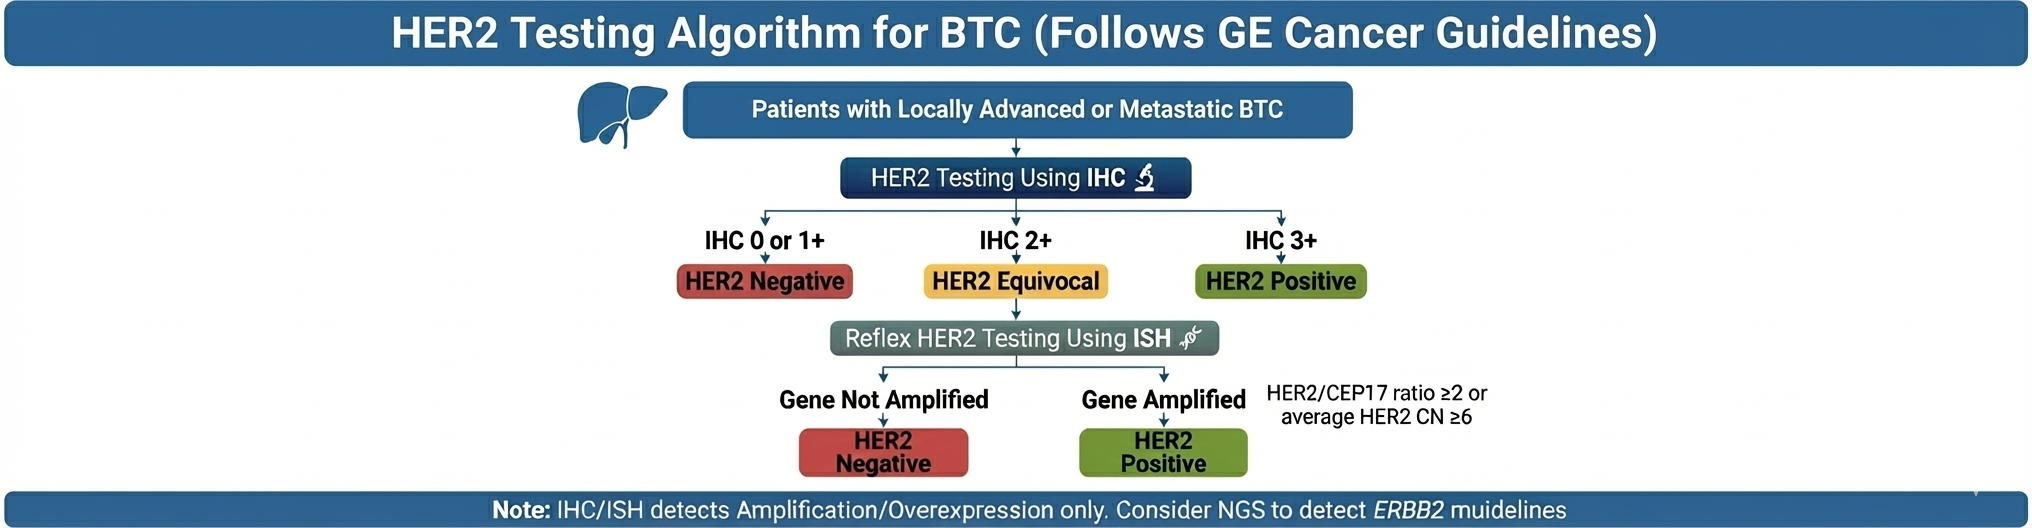 HER2 Testing Algorithm for BTC (Follows GE Cancer Guidelines)
Patients with Locally Advanced or Metastatic BTC
HER2 Testing Using IHC
IHC 0 or 1+
IHC 2+
IHC 3+
HER2 Negative
HER2 Equivocal
HER2 Positive
Reflex HER2 Testing Using ISH
Gene Not Amplified
Gene Amplified
HER2/CEP17 ratio ≥2 or
average HER2 CN ≥6
HER2
Negative
HER2
Positive
Note: IHC/ISH detects Amplification/Overexpression only. Consider NGS to detect ERBB2 muidelines